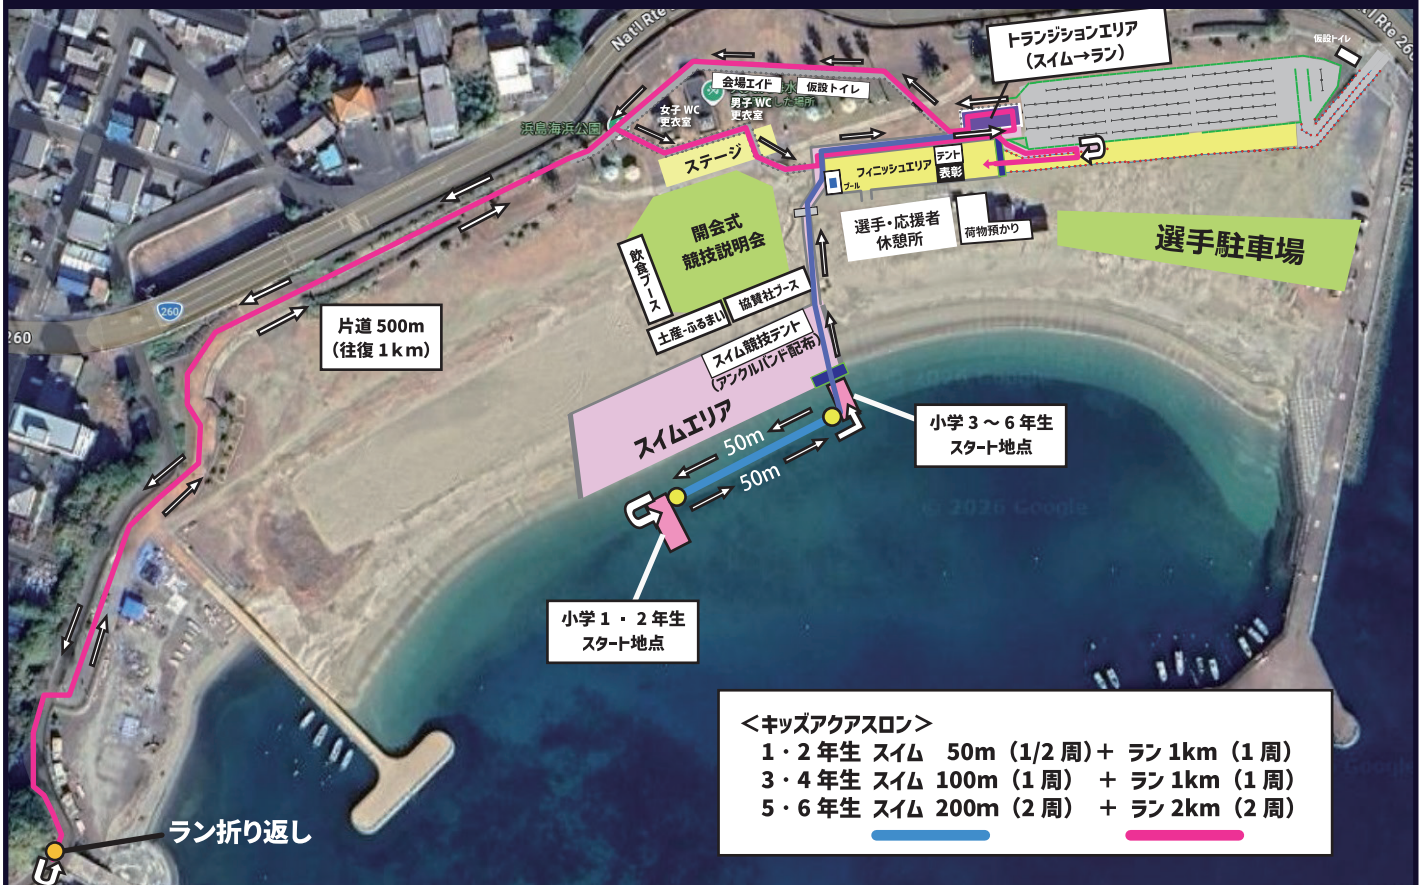 Nat'l Rte
l Rte 260
仮設トイレ
トランジションエリア
（スイム→ラン）
会場エイド
仮設トイレ
した場所
女子 WC
更衣室
男子 WC
更衣室
浜島海浜公園
ステージ
フィニッシュエリア
テント
表彰
プール
選手・応援者
休憩所
荷物預かり
選手駐車場
開会式
競技説明会
飲食ブース
協賛社ブース
土産・ふるまい
スイム競技テント
（アンクルバンド配布）
スイムエリア
260
260
片道 500m
（往復 1km）
50m
50m
小学 3 〜 6 年生
スタート地点
© 2026 Google
小学 1 ・ 2 年生
スタート地点
＜キッズアクアスロン＞
1・2 年生 スイム 50m（1/2 周）＋ ラン 1km（1 周）
3・4 年生 スイム 100m（1 周） ＋ ラン 1km（1 周）
5・6 年生 スイム 200m（2 周） ＋ ラン 2km（2 周）
ラン折り返し